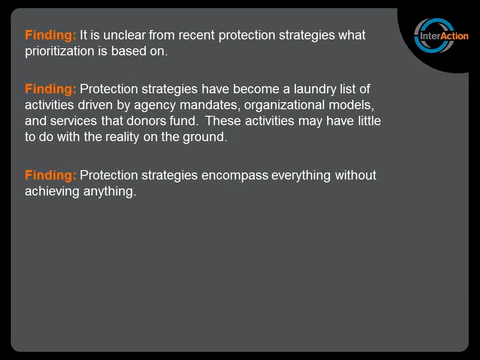 InterAction
Finding: It is unclear from recent protection strategies what
prioritization is based on.
Finding: Protection strategies have become a laundry list of
activities driven by agency mandates, organizational models,
and services that donors fund. These activities may have little
to do with the reality on the ground.
Finding: Protection strategies encompass everything without
achieving anything.